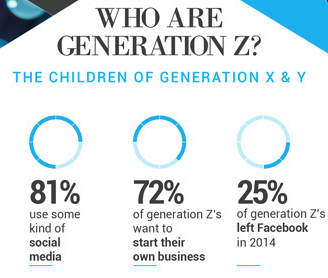 WHO ARE
GENERATION Z?
THE CHILDREN OF GENERATION X & Y
81%
use some
kind of
social
media
72%
of generation Z's
want to
start their
own business
25%
of generation Z's
left Facebook
in 2014